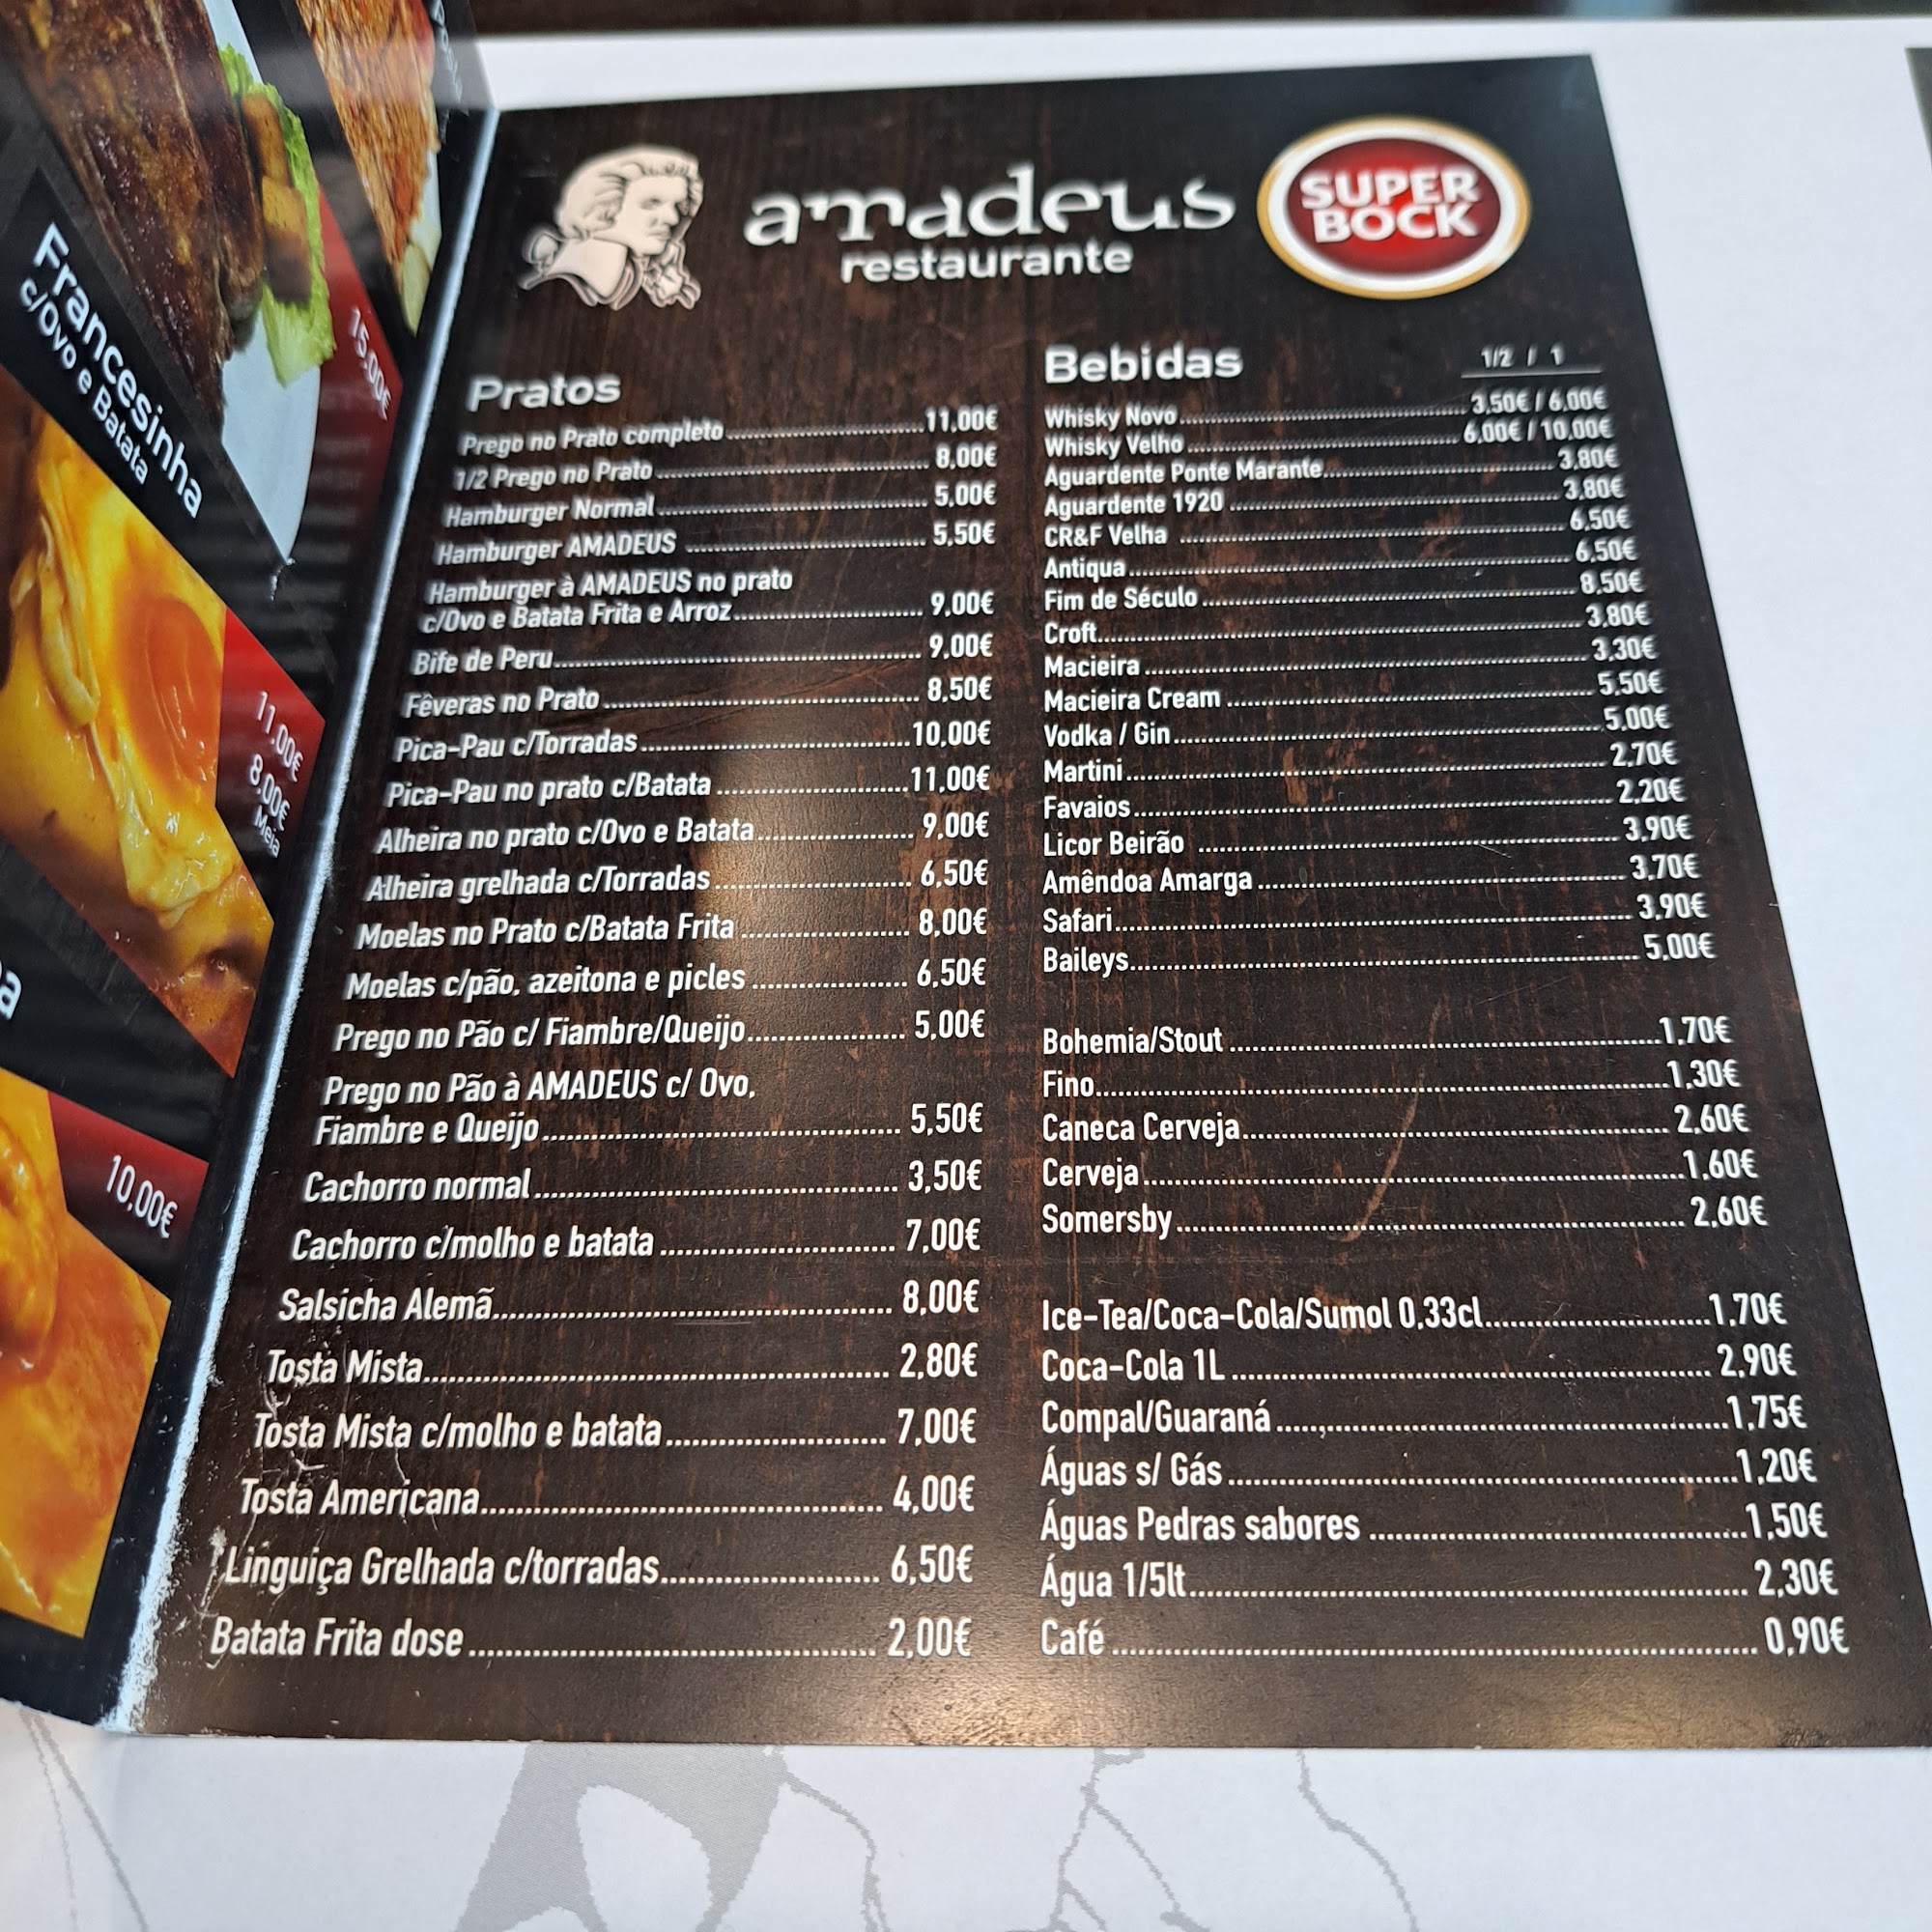 Francesinha
c/Ovo e Batata
15,00€
11,00€
8,00€
Meia
10,00€
amadeus
restaurante
SUPER
BOCK
Pratos
Prego no Prato completo 11,00€
1/2 Prego no Prato 8,00€
Hamburger Normal 5,00€
Hamburger AMADEUS 5,50€
Hamburger à AMADEUS no prato
c/Ovo e Batata Frita e Arroz 9,00€
Bife de Peru 9,00€
Fêveras no Prato 8,50€
Pica-Pau c/Torradas 10,00€
Pica-Pau no prato c/Batata 11,00€
Alheira no prato c/Ovo e Batata 9,00€
Alheira grelhada c/Torradas 6,50€
Moelas no Prato c/Batata Frita 8,00€
Moelas c/pão, azeitona e picles 6,50€
Prego no Pão c/ Fiambre/Queijo 5,00€
Prego no Pão à AMADEUS c/ Ovo,
Fiambre e Queijo 5,50€
Cachorro normal 3,50€
Cachorro c/molho e batata 7,00€
Salsicha Alemã 8,00€
Tosta Mista 2,80€
Tosta Mista c/molho e batata 7,00€
Tosta Americana 4,00€
Linguiça Grelhada c/torradas 6,50€
Batata Frita dose 2,00€
Bebidas 1/2 / 1
Whisky Novo 3,50€ / 6,00€
Whisky Velho 6,00€ / 10,00€
Aguardente Ponte Marante 3,80€
Aguardente 1920 3,80€
CR&F Velha 6,50€
Antiqua 6,50€
Fim de Século 8,50€
Croft 3,80€
Macieira 3,30€
Macieira Cream 5,50€
Vodka / Gin 5,00€
Martini 2,70€
Favaios 2,20€
Licor Beirão 3,90€
Amêndoa Amarga 3,70€
Safari 3,90€
Baileys 5,00€
Bohemia/Stout 1,70€
Fino 1,30€
Caneca Cerveja 2,60€
Cerveja 1,60€
Somersby 2,60€
Ice-Tea/Coca-Cola/Sumol 0,33cl 1,70€
Coca-Cola 1L 2,90€
Compal/Guaraná 1,75€
Águas s/ Gás 1,20€
Águas Pedras sabores 1,50€
Água 1/5lt 2,30€
Café 0,90€